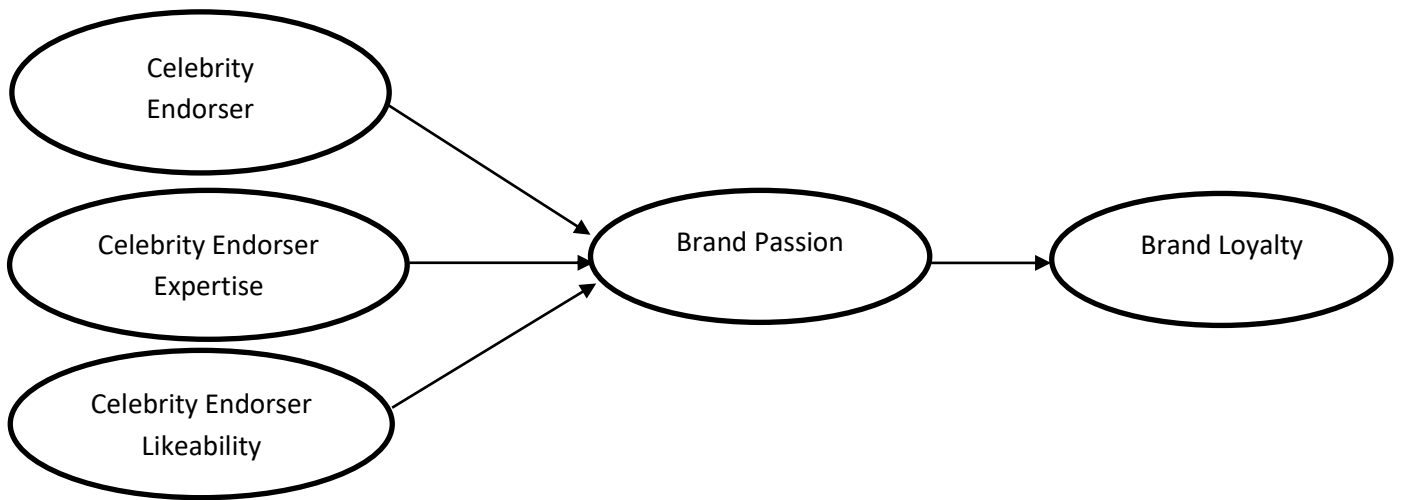 Celebrity
Endorser
Celebrity Endorser
Expertise
Celebrity Endorser
Likeability
Brand Passion
Brand Loyalty